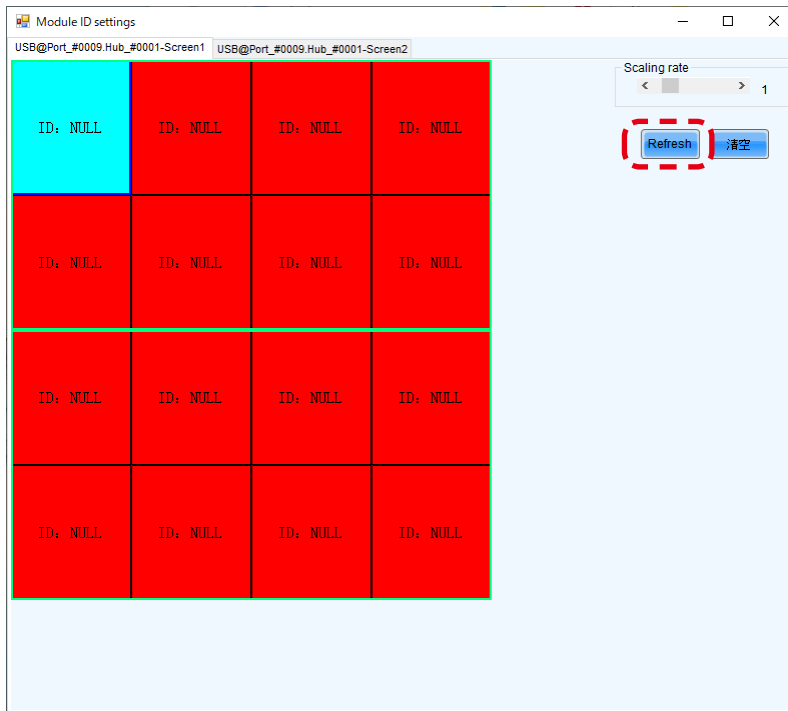 Module ID settings
USB@Port_#0009.Hub_#0001-Screen1 USB@Port_#0009.Hub_#0001-Screen2
Scaling rate
1
Refresh 清空
ID: NULL ID: NULL ID: NULL ID: NULL
ID: NULL ID: NULL ID: NULL ID: NULL
ID: NULL ID: NULL ID: NULL ID: NULL
ID: NULL ID: NULL ID: NULL ID: NULL